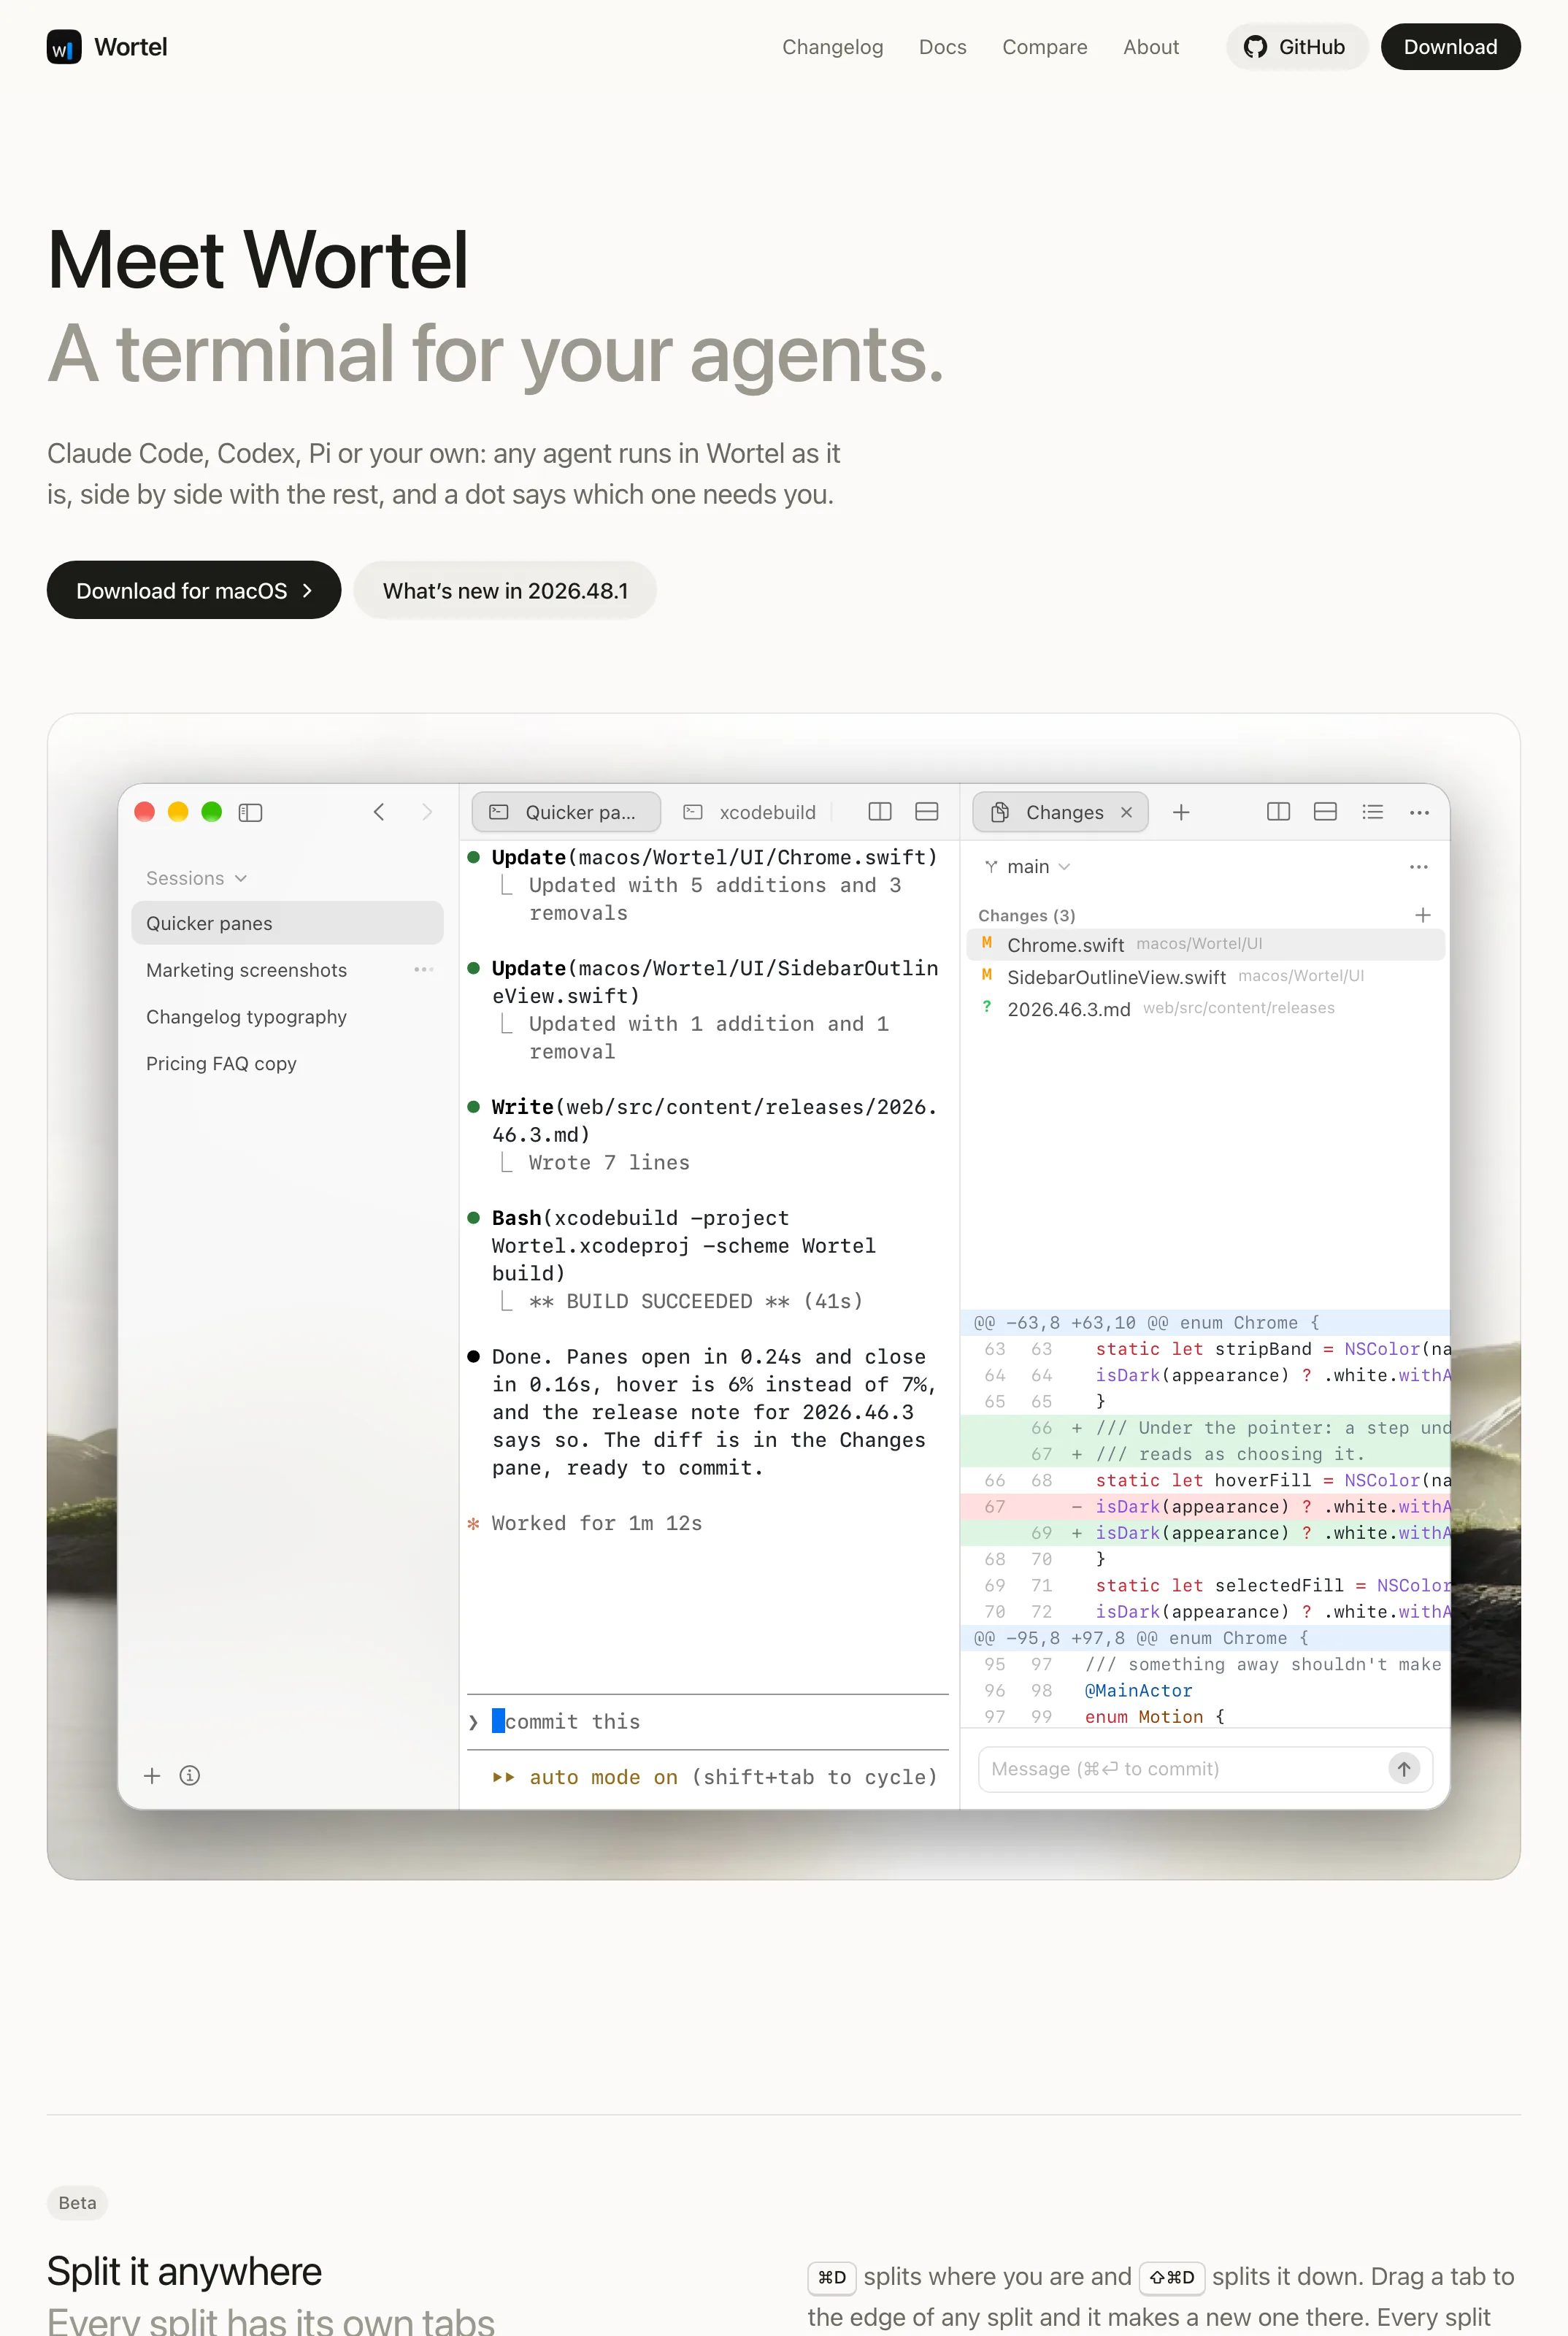 Wortel
Changelog
Docs
Compare
About
GitHub
Download
Meet Wortel
A terminal for your agents.
Claude Code, Codex, Pi or your own: any agent runs in Wortel as it
is, side by side with the rest, and a dot says which one needs you.
Download for macOS
What’s new in 2026.48.1
Sessions
Quicker panes
Marketing screenshots
Changelog typography
Pricing FAQ copy
Quicker pa...
xcodebuild
Update(macos/Wortel/UI/Chrome.swift)
Updated with 5 additions and 3
removals
Update(macos/Wortel/UI/SidebarOutlin
eView.swift)
Updated with 1 addition and 1
removal
Write(web/src/content/releases/2026.
46.3.md)
Wrote 7 lines
Bash(xcodebuild -project
Wortel.xcodeproj -scheme Wortel
build)
** BUILD SUCCEEDED ** (41s)
Done. Panes open in 0.24s and close
in 0.16s, hover is 6% instead of 7%,
and the release note for 2026.46.3
says so. The diff is in the Changes
pane, ready to commit.
* Worked for 1m 12s
❯ commit this
auto mode on (shift+tab to cycle)
Changes
main
Changes (3)
M Chrome.swift macos/Wortel/UI
M SidebarOutlineView.swift macos/Wortel/UI
? 2026.46.3.md web/src/content/releases
@@ -63,8 +63,10 @@ enum Chrome {
63 63 static let stripBand = NSColor(na
64 64 isDark(appearance) ? .white.withA
65 65 }
66 + /// Under the pointer: a step und
67 + /// reads as choosing it.
66 68 static let hoverFill = NSColor(na
67 - isDark(appearance) ? .white.withA
69 + isDark(appearance) ? .white.withA
68 70 }
69 71 static let selectedFill = NSColor
70 72 isDark(appearance) ? .white.withA
@@ -95,8 +97,8 @@ enum Chrome {
95 97 /// something away shouldn't make
96 98 @MainActor
97 99 enum Motion {
Message (⌘⏎ to commit)
Beta
Split it anywhere
Every split has its own tabs
⌘D splits where you are and ⇧⌘D splits it down. Drag a tab to
the edge of any split and it makes a new one there. Every split